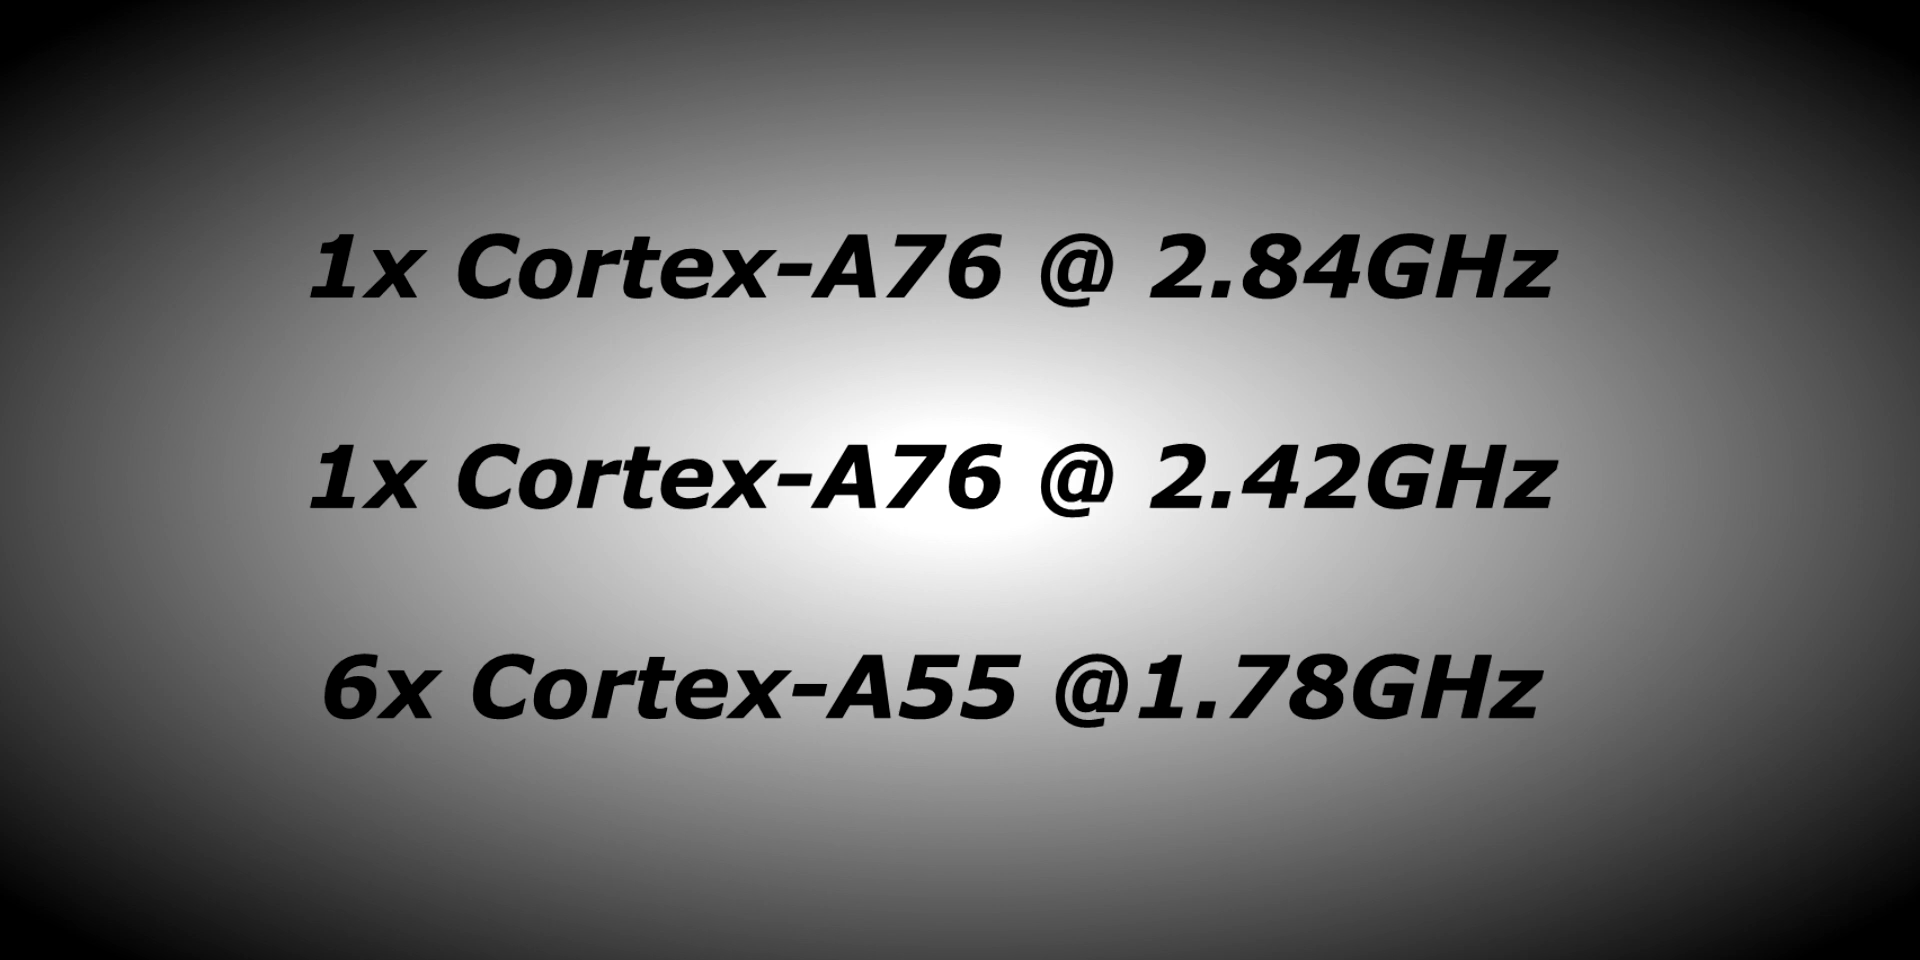 1x Cortex-A76 @ 2.84GHz
1x Cortex-A76 @ 2.42GHz
6x Cortex-A55 @1.78GHz